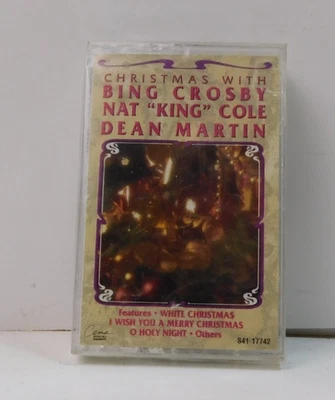 CHRISTMAS WITH
BING CROSBY
NAT "KING" COLE
DEAN MARTIN
Features · WHITE CHRISTMAS
I WISH YOU A MERRY CHRISTMAS
O HOLY NIGHT · Others
S41-17742